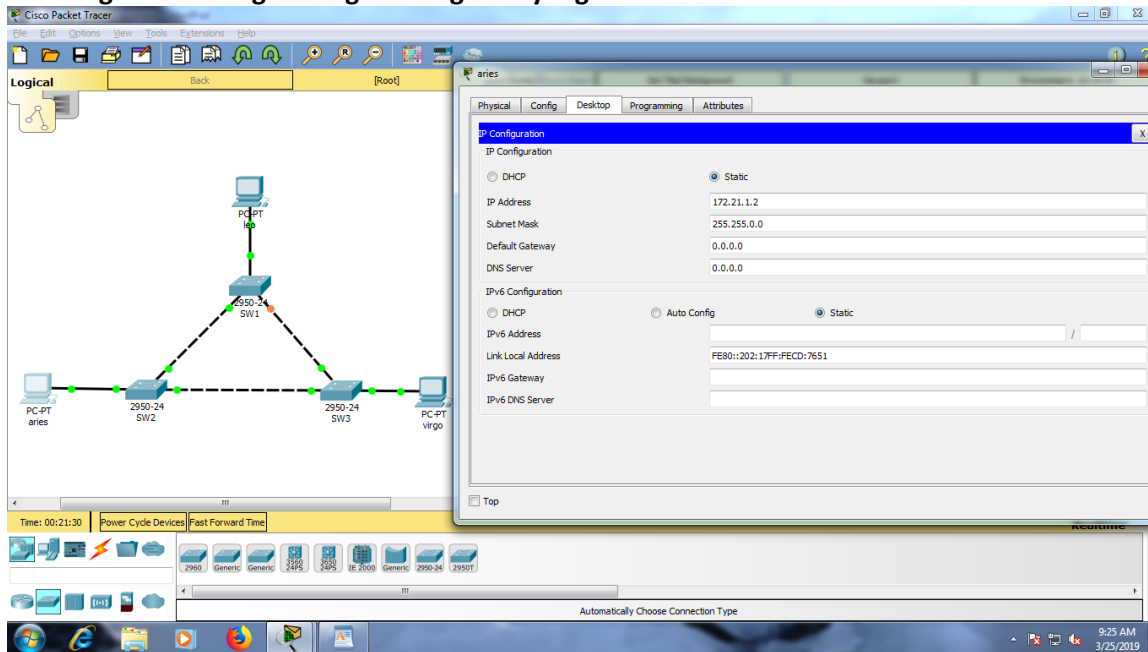 Cisco Packet Tracer
File Edit Options View Tools Extensions Help
Logical Back [Root]
PC-PT
leo
2950-24
SW1
PC-PT
aries
2950-24
SW2
2950-24
SW3
PC-PT
virgo
aries
Physical Config Desktop Programming Attributes
IP Configuration X
IP Configuration
DHCP Static
IP Address 172.21.1.2
Subnet Mask 255.255.0.0
Default Gateway 0.0.0.0
DNS Server 0.0.0.0
IPv6 Configuration
DHCP Auto Config Static
IPv6 Address /
Link Local Address FE80::202:17FF:FECD:7651
IPv6 Gateway
IPv6 DNS Server
Top
Time: 00:21:30 Power Cycle Devices Fast Forward Time Realtime
2960 Generic Generic 3560 24PS 3650 24PS IE 2000 Generic 2950-24 2950T
Automatically Choose Connection Type
9:25 AM
3/25/2019